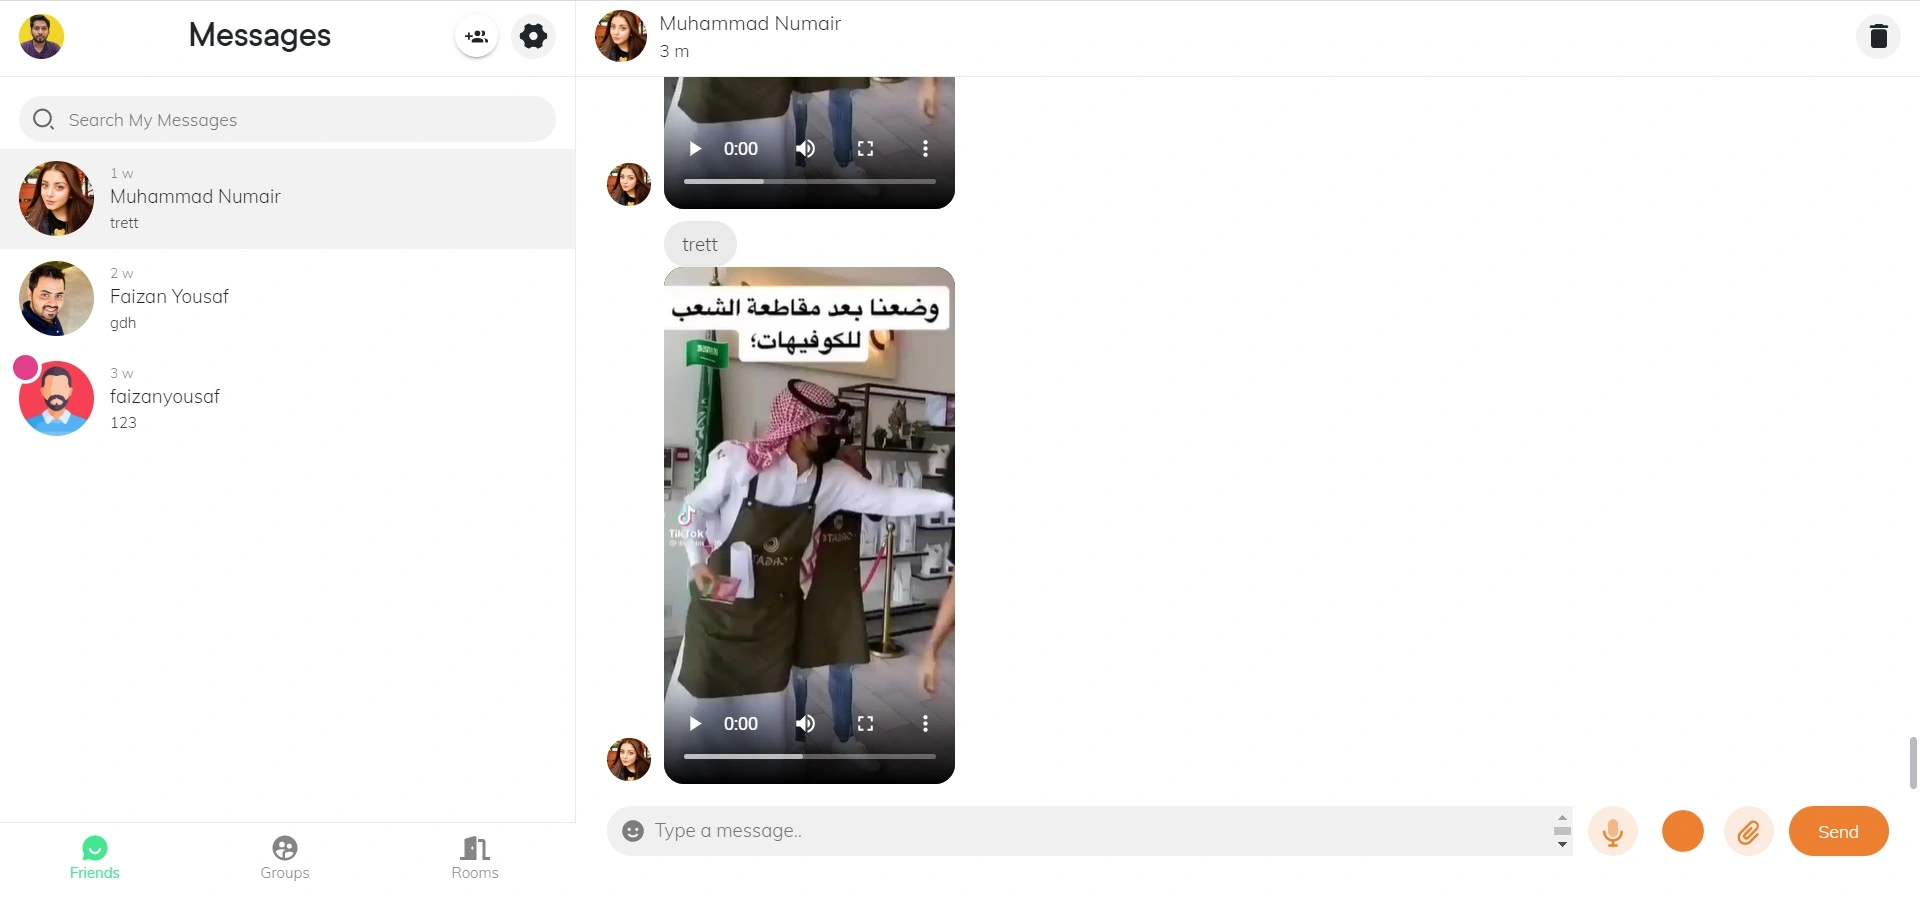 Messages
Search My Messages
1 w
Muhammad Numair
trett
2 w
Faizan Yousaf
gdh
3 w
faizanyousaf
123
Friends
Groups
Rooms
Muhammad Numair
3 m
0:00
trett
وضعنا بعد مقاطعة الشعب
للكوفيهات؛
TikTok
0:00
Type a message..
Send